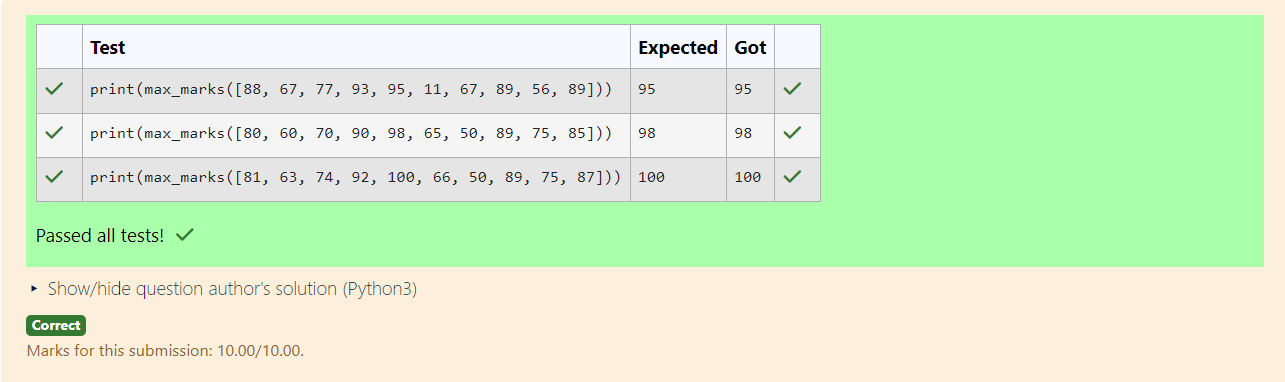 Test Expected Got
print(max_marks([88, 67, 77, 93, 95, 11, 67, 89, 56, 89])) 95 95
print(max_marks([80, 60, 70, 90, 98, 65, 50, 89, 75, 85])) 98 98
print(max_marks([81, 63, 74, 92, 100, 66, 50, 89, 75, 87])) 100 100
Passed all tests!
Show/hide question author's solution (Python3)
Correct
Marks for this submission: 10.00/10.00.